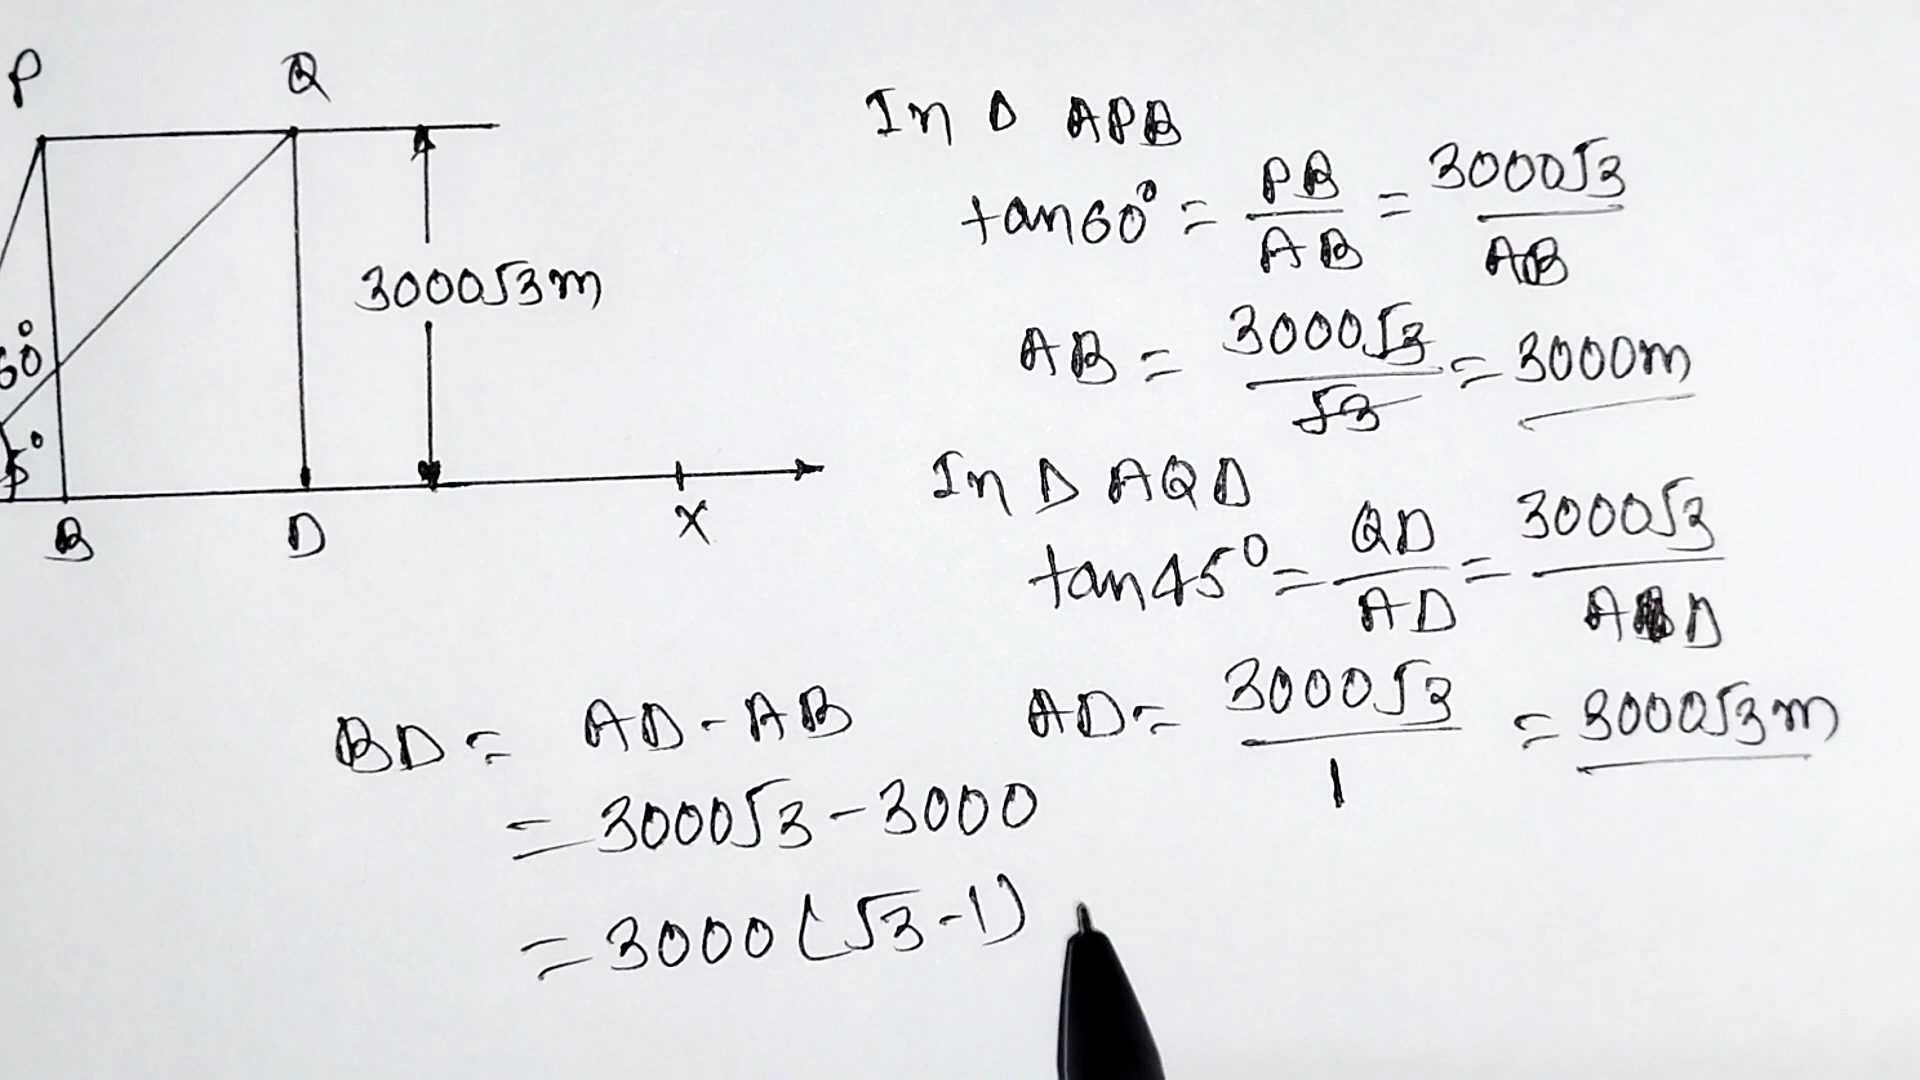 P Q
3000√3m
60°
5°
B D X
In Δ APB
tan60° = PB/AB = 3000√3/AB
AB = 3000√3/√3 = 3000m
In Δ AQD
tan45° = QD/AD = 3000√3/AD
AD = 3000√3/1 = 3000√3m
BD = AD - AB
= 3000√3 - 3000
= 3000(√3-1)